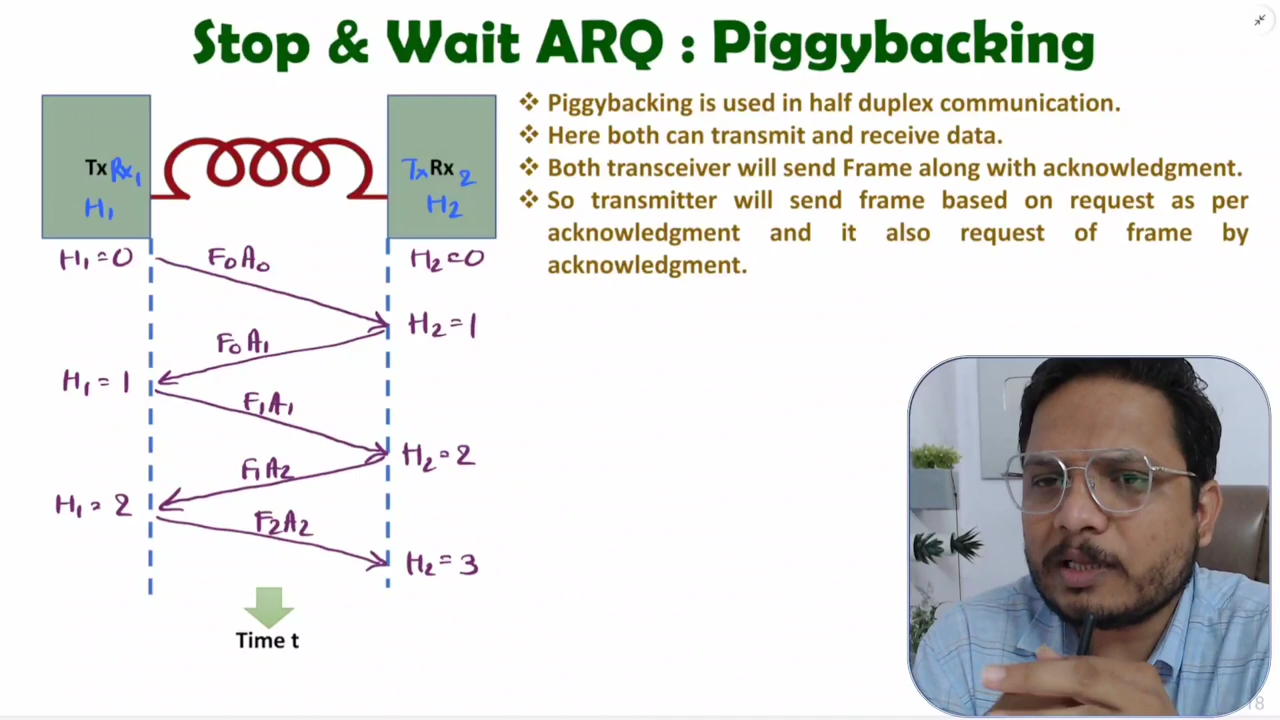 Stop & Wait ARQ : Piggybacking
Tx Rx1
H1
Tx Rx 2
H2
❖ Piggybacking is used in half duplex communication.
❖ Here both can transmit and receive data.
❖ Both transceiver will send Frame along with acknowledgment.
❖ So transmitter will send frame based on request as per
acknowledgment and it also request of frame by
acknowledgment.
H1=0
F0A0
H2=0
H2=1
F0A1
H1=1
F1A1
H2=2
F1A2
H1=2
F2A2
H2=3
Time t
18